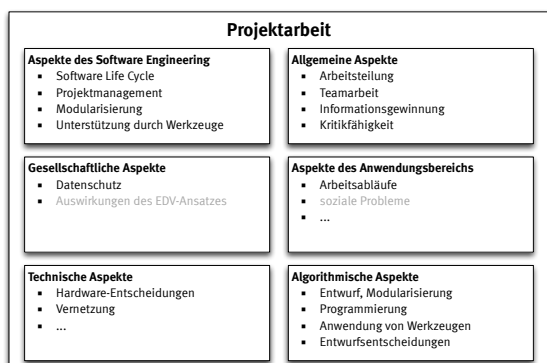 Projektarbeit
Aspekte des Software Engineering
▪ Software Life Cycle
▪ Projektmanagement
▪ Modularisierung
▪ Unterstützung durch Werkzeuge
Allgemeine Aspekte
▪ Arbeitsteilung
▪ Teamarbeit
▪ Informationsgewinnung
▪ Kritikfähigkeit
Gesellschaftliche Aspekte
▪ Datenschutz
▪ Auswirkungen des EDV-Ansatzes
Aspekte des Anwendungsbereichs
▪ Arbeitsabläufe
▪ soziale Probleme
▪ ...
Technische Aspekte
▪ Hardware-Entscheidungen
▪ Vernetzung
▪ ...
Algorithmische Aspekte
▪ Entwurf, Modularisierung
▪ Programmierung
▪ Anwendung von Werkzeugen
▪ Entwurfsentscheidungen